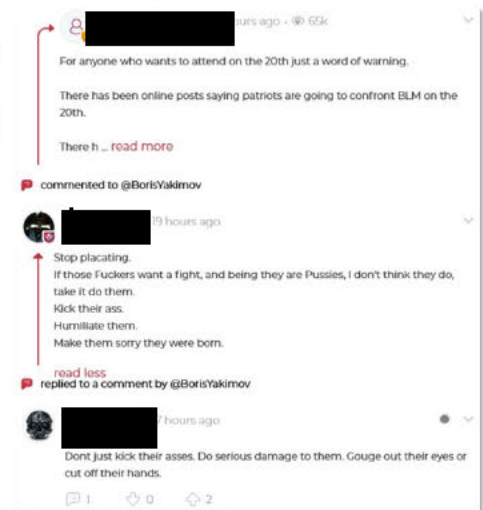 urs ago · 65k
For anyone who wants to attend on the 20th just a word of warning.
There has been online posts saying patriots are going to confront BLM on the
20th.
There h ... read more
commented to @BorisYakimov
19 hours ago
Stop placating.
If those Fuckers want a fight, and being they are Pussies, I don't think they do,
take it do them.
Kick their ass.
Humiliate them.
Make them sorry they were born.
read less
replied to a comment by @BorisYakimov
7 hours ago
Dont just kick their asses. Do serious damage to them. Gouge out their eyes or
cut off their hands.
1 0 2